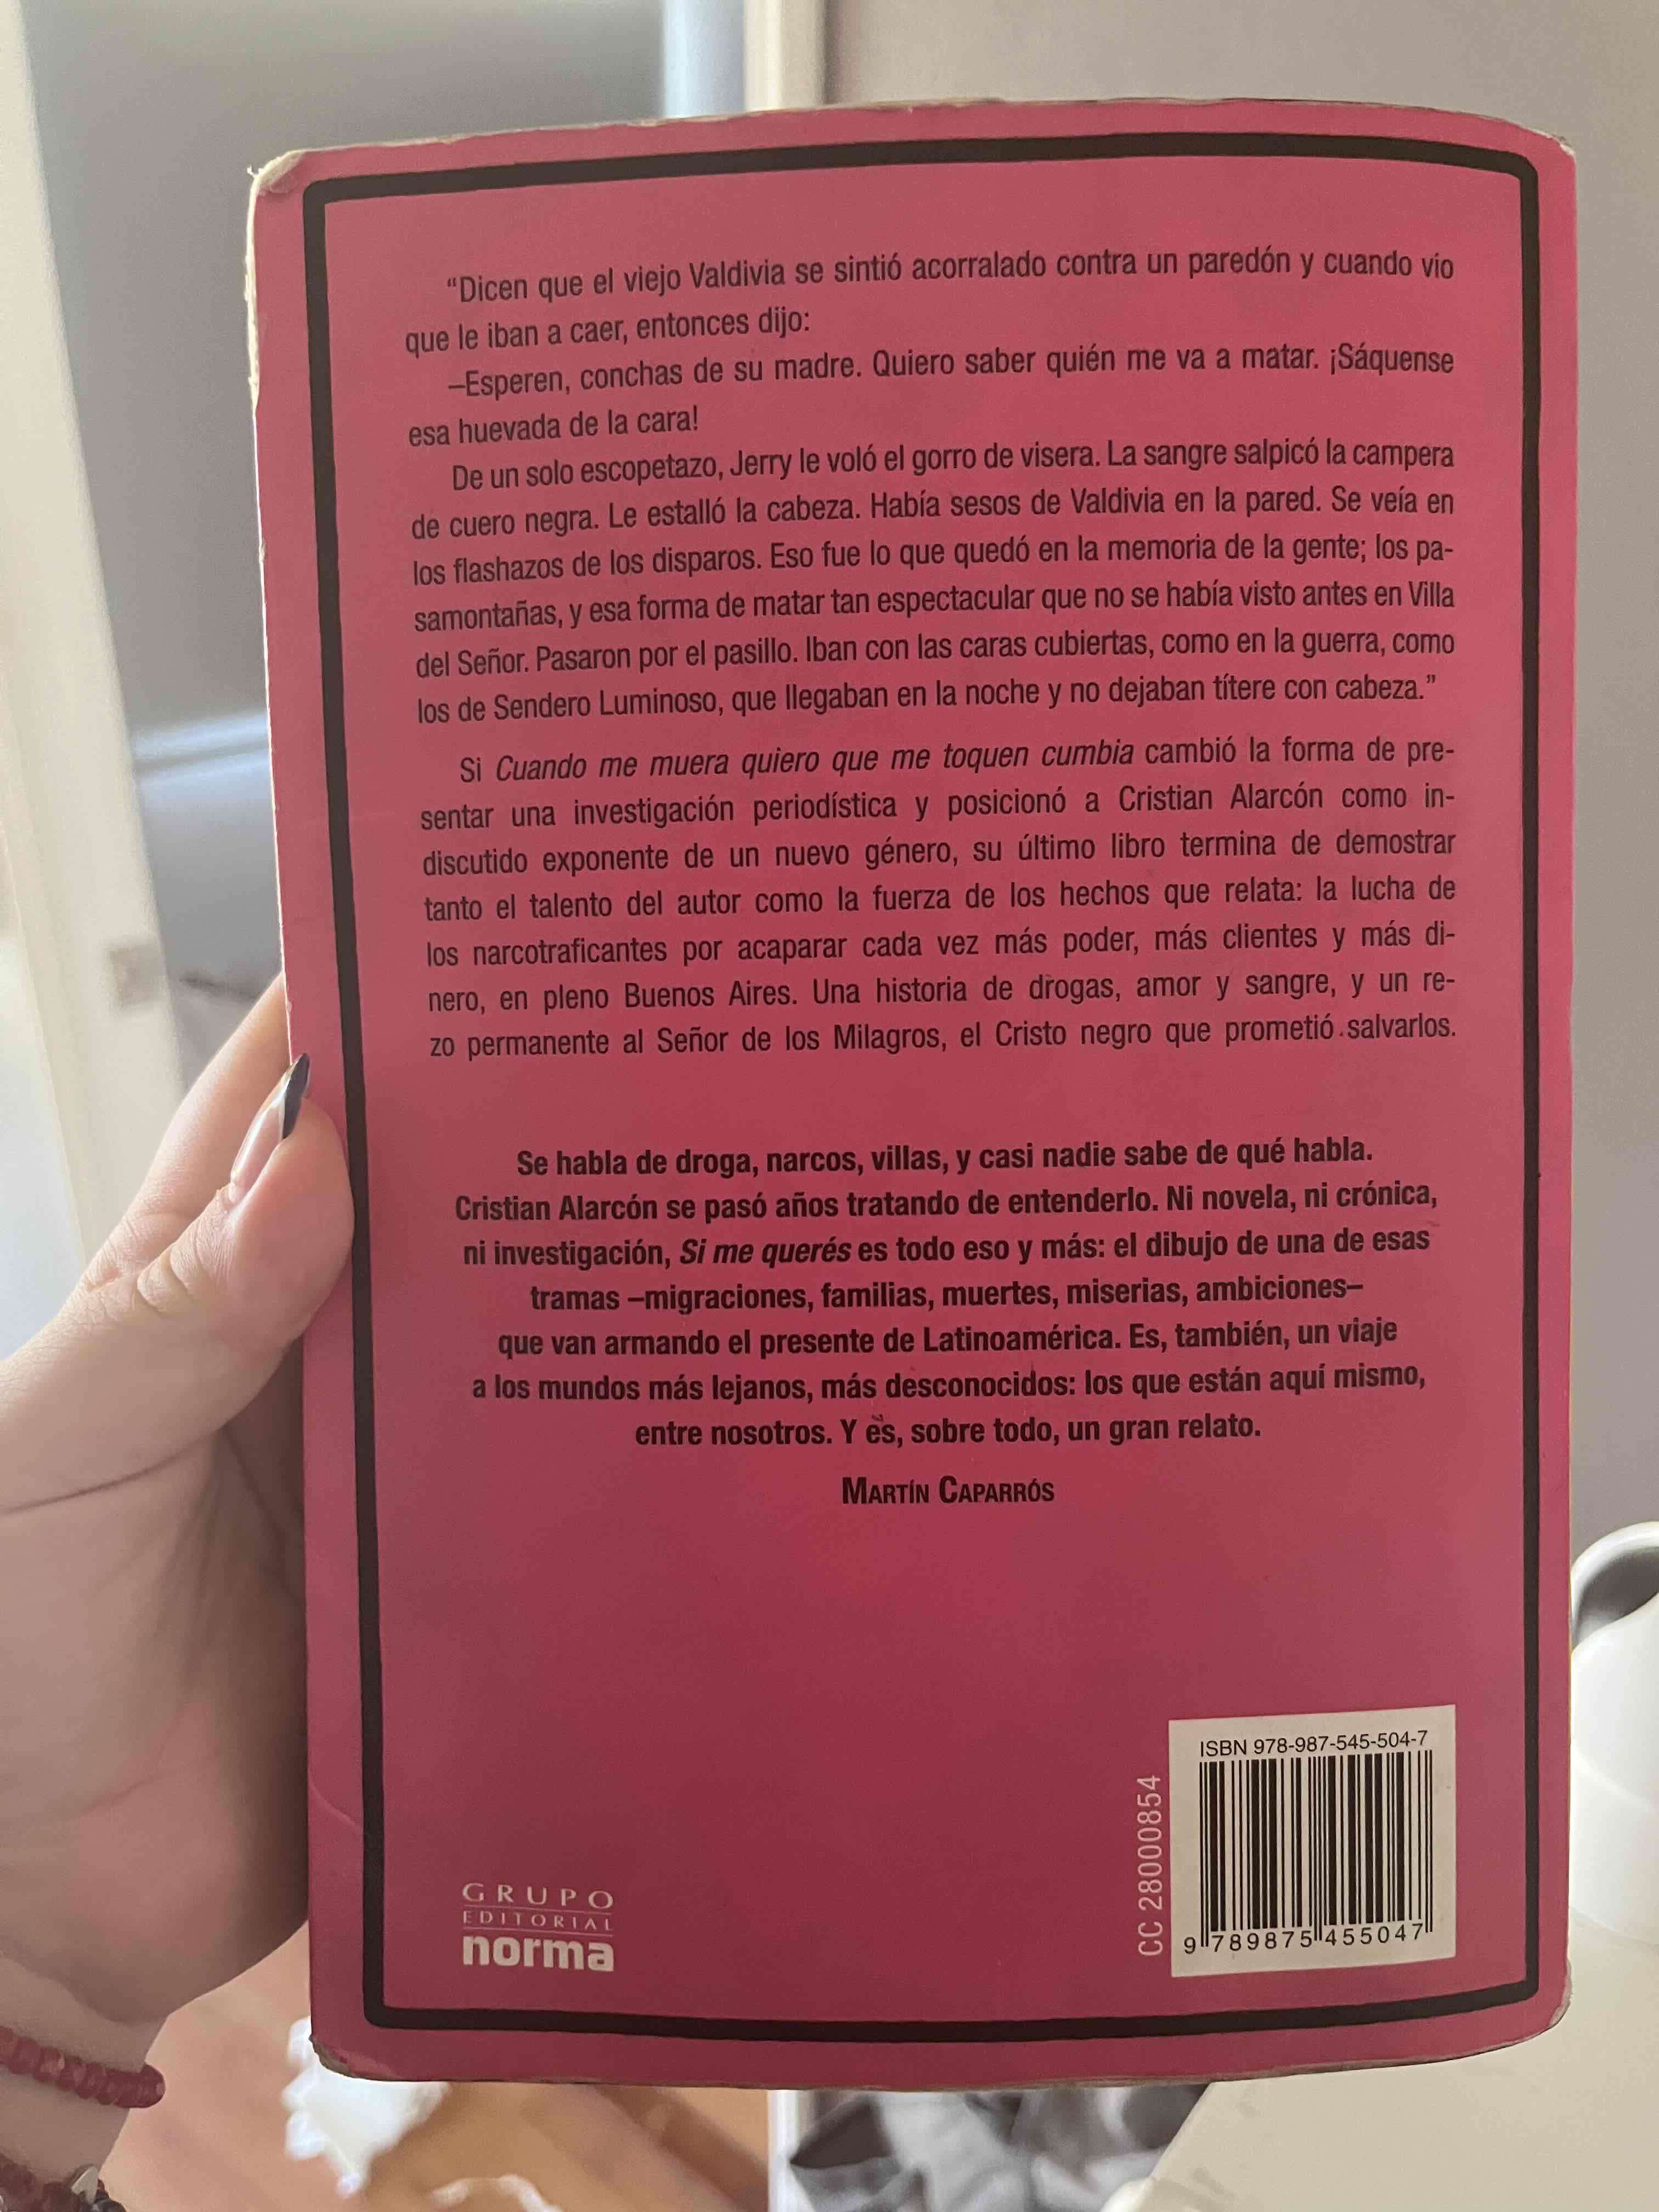 “Dicen que el viejo Valdivia se sintió acorralado contra un paredón y cuando vio
que le iban a caer, entonces dijo:
–Esperen, conchas de su madre. Quiero saber quién me va a matar. ¡Sáquense
esa huevada de la cara!
De un solo escopetazo, Jerry le voló el gorro de visera. La sangre salpicó la campera
de cuero negra. Le estalló la cabeza. Había sesos de Valdivia en la pared. Se veía en
los flashazos de los disparos. Eso fue lo que quedó en la memoria de la gente; los pa-
samontañas, y esa forma de matar tan espectacular que no se había visto antes en Villa
del Señor. Pasaron por el pasillo. Iban con las caras cubiertas, como en la guerra, como
los de Sendero Luminoso, que llegaban en la noche y no dejaban títere con cabeza.”
Si Cuando me muera quiero que me toquen cumbia cambió la forma de pre-
sentar una investigación periodística y posicionó a Cristian Alarcón como in-
discutido exponente de un nuevo género, su último libro termina de demostrar
tanto el talento del autor como la fuerza de los hechos que relata: la lucha de
los narcotraficantes por acaparar cada vez más poder, más clientes y más di-
nero, en pleno Buenos Aires. Una historia de drogas, amor y sangre, y un re-
zo permanente al Señor de los Milagros, el Cristo negro que prometió salvarlos.
Se habla de droga, narcos, villas, y casi nadie sabe de qué habla.
Cristian Alarcón se pasó años tratando de entenderlo. Ni novela, ni crónica,
ni investigación, Si me querés es todo eso y más: el dibujo de una de esas
tramas –migraciones, familias, muertes, miserias, ambiciones–
que van armando el presente de Latinoamérica. Es, también, un viaje
a los mundos más lejanos, más desconocidos: los que están aquí mismo,
entre nosotros. Y es, sobre todo, un gran relato.
MARTÍN CAPARRÓS
ISBN 978-987-545-504-7
CC 28000854
9 789875 455047
GRUPO
EDITORIAL
norma